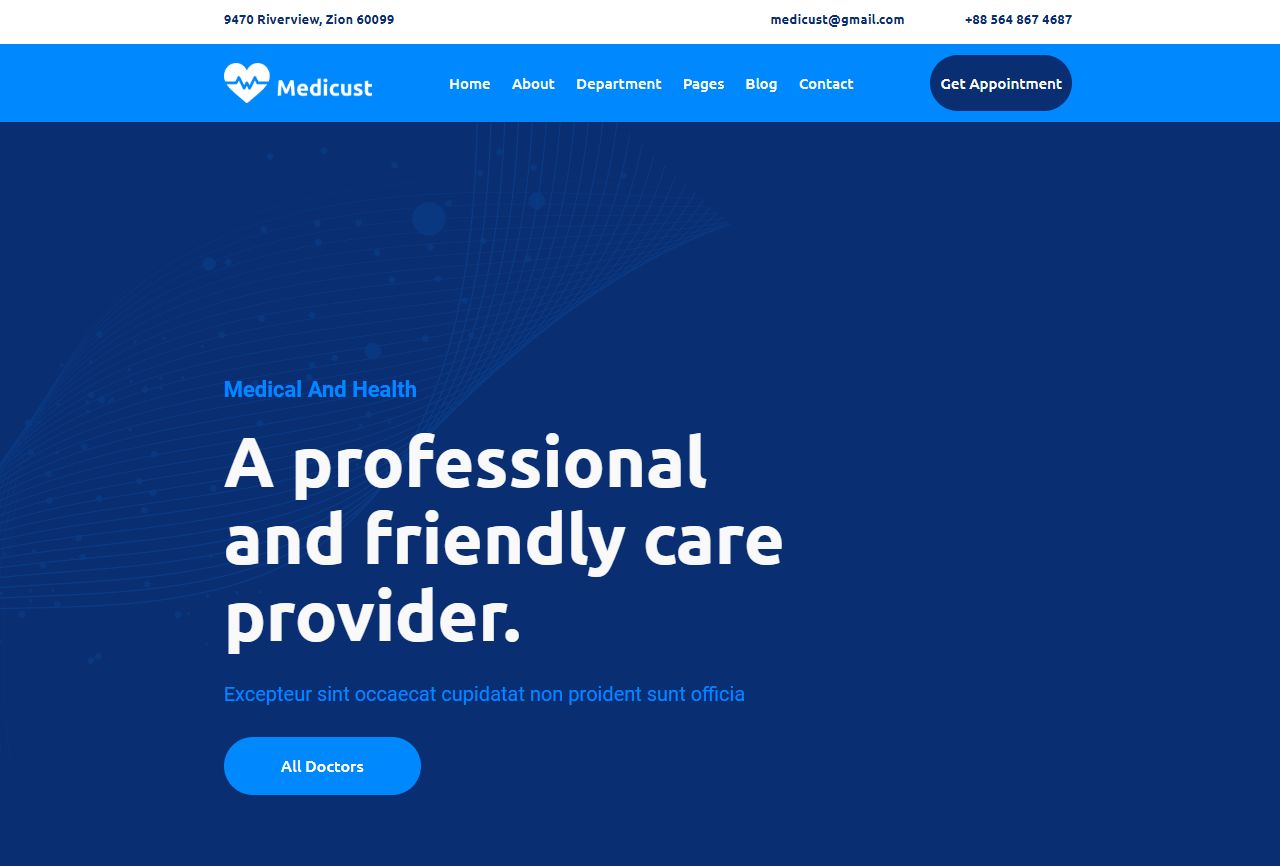 9470 Riverview, Zion 60099
medicust@gmail.com
+88 564 867 4687
Medicust
Home
About
Department
Pages
Blog
Contact
Get Appointment
Medical And Health
A professional
and friendly care
provider.
Excepteur sint occaecat cupidatat non proident sunt officia
All Doctors